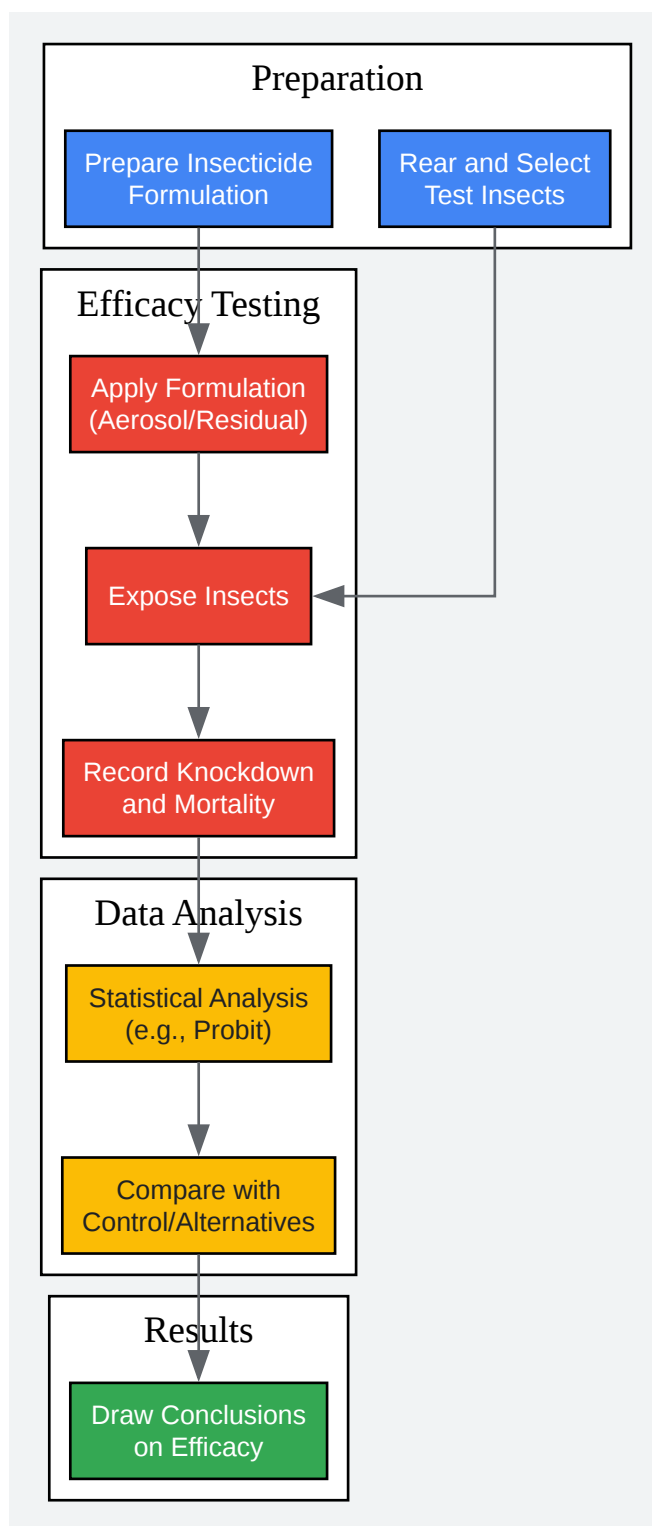 Preparation
Prepare Insecticide
Formulation
Rear and Select
Test Insects
Efficacy Testing
Apply Formulation
(Aerosol/Residual)
Expose Insects
Record Knockdown
and Mortality
Data Analysis
Statistical Analysis
(e.g., Probit)
Compare with
Control/Alternatives
Results
Draw Conclusions
on Efficacy